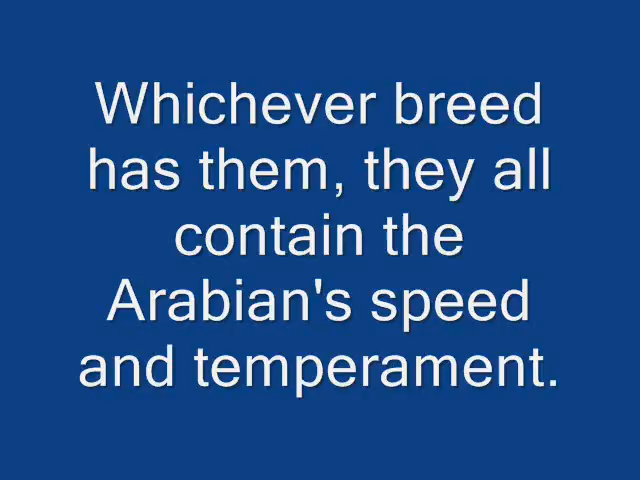 Whichever breed
has them, they all
contain the
Arabian's speed
and temperament.